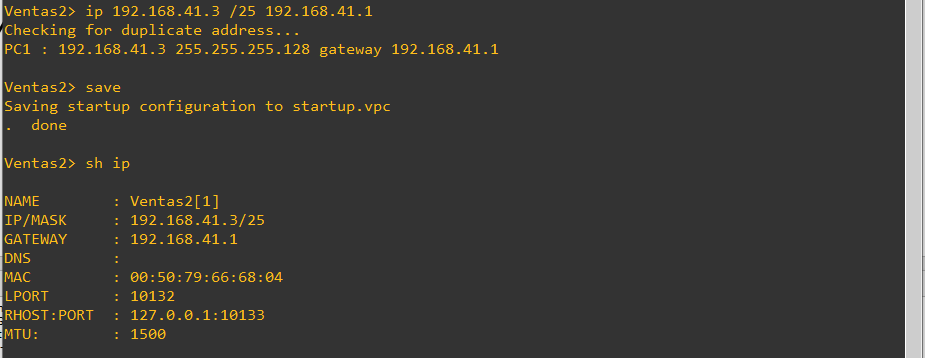 Ventas2> ip 192.168.41.3 /25 192.168.41.1
Checking for duplicate address...
PC1 : 192.168.41.3 255.255.255.128 gateway 192.168.41.1
Ventas2> save
Saving startup configuration to startup.vpc
.  done
Ventas2> sh ip
NAME        : Ventas2[1]
IP/MASK     : 192.168.41.3/25
GATEWAY     : 192.168.41.1
DNS         :
MAC         : 00:50:79:66:68:04
LPORT       : 10132
RHOST:PORT  : 127.0.0.1:10133
MTU:        : 1500